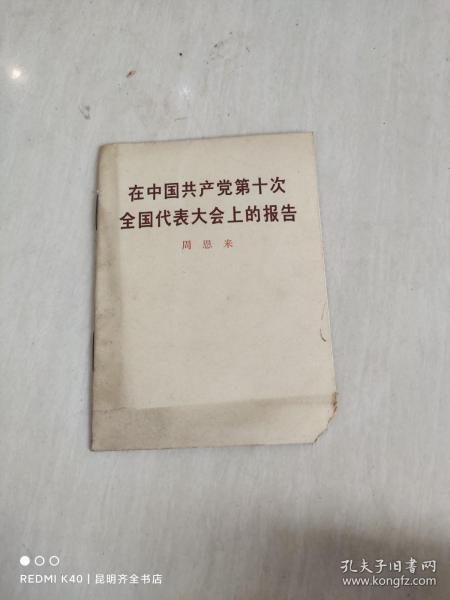 在中国共产党第十次
全国代表大会上的报告
周恩来
REDMI K40 | 昆明齐全书店
孔夫子旧书网
www.kongfz.com